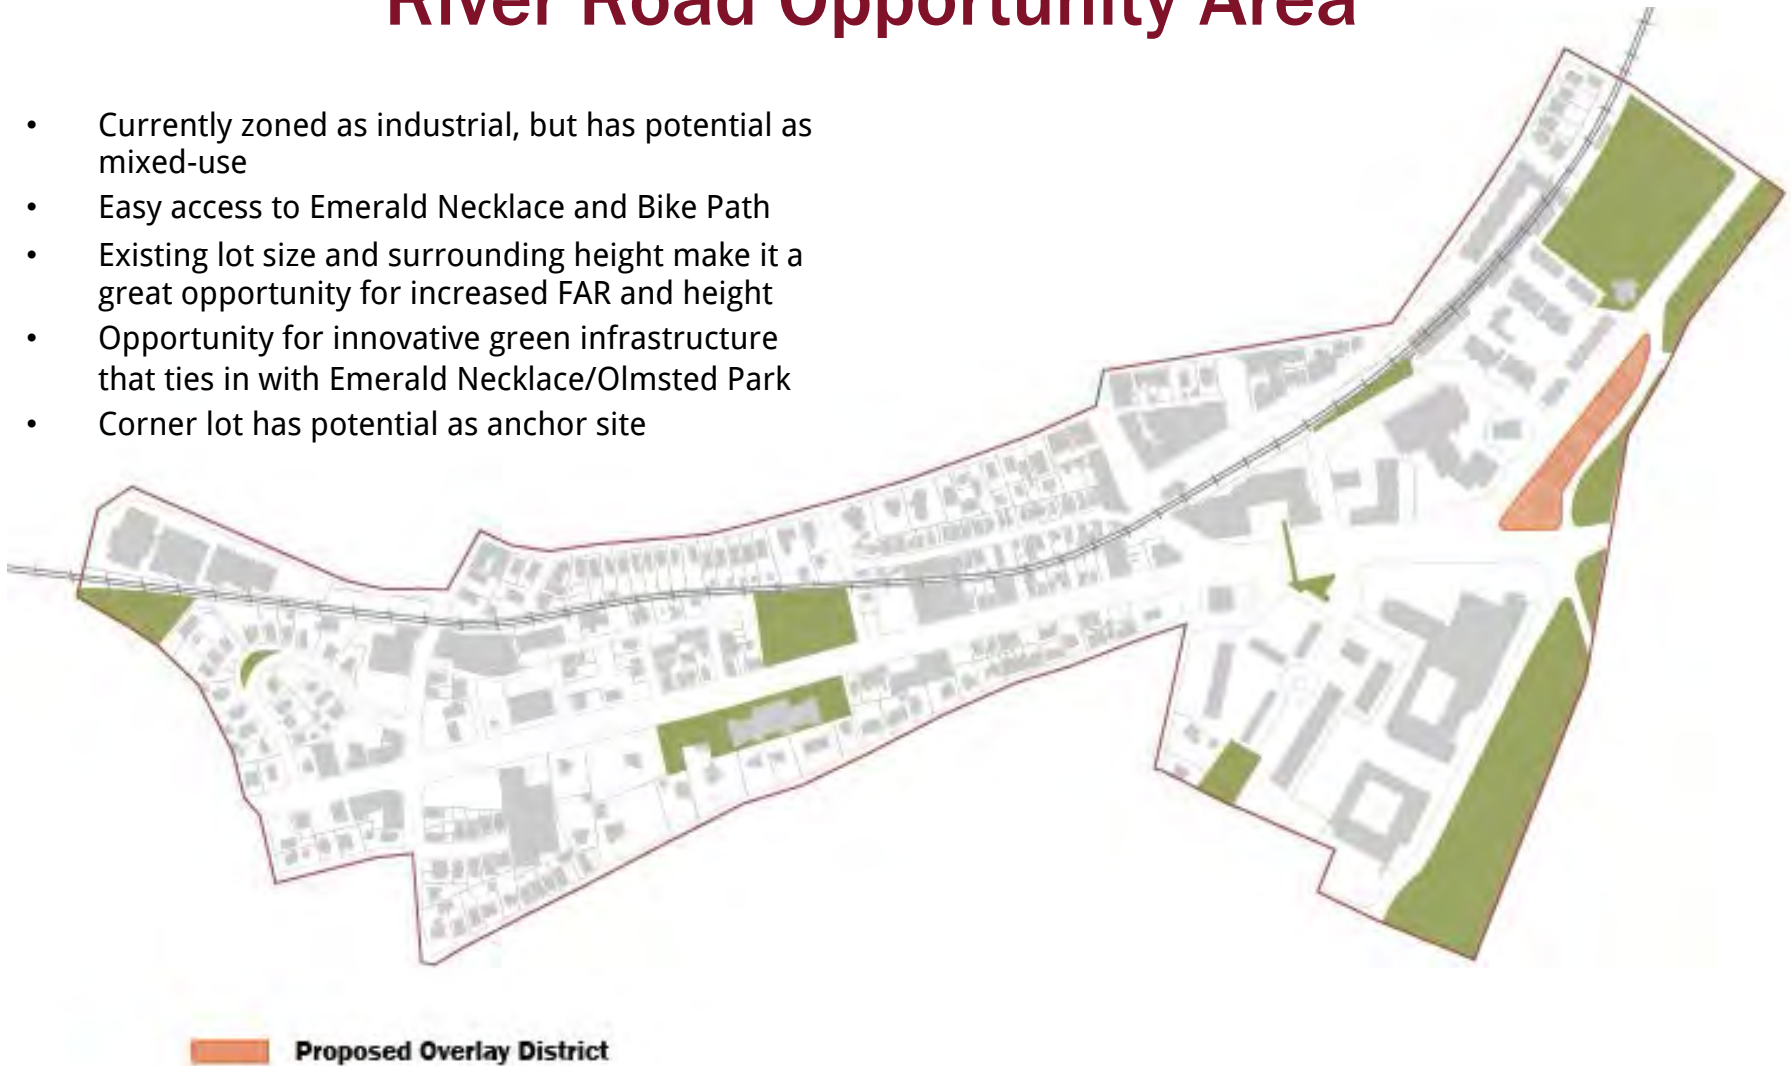 River Road Opportunity Area
• Currently zoned as industrial, but has potential as
mixed-use
• Easy access to Emerald Necklace and Bike Path
• Existing lot size and surrounding height make it a
great opportunity for increased FAR and height
• Opportunity for innovative green infrastructure
that ties in with Emerald Necklace/Olmsted Park
• Corner lot has potential as anchor site
Proposed Overlay District